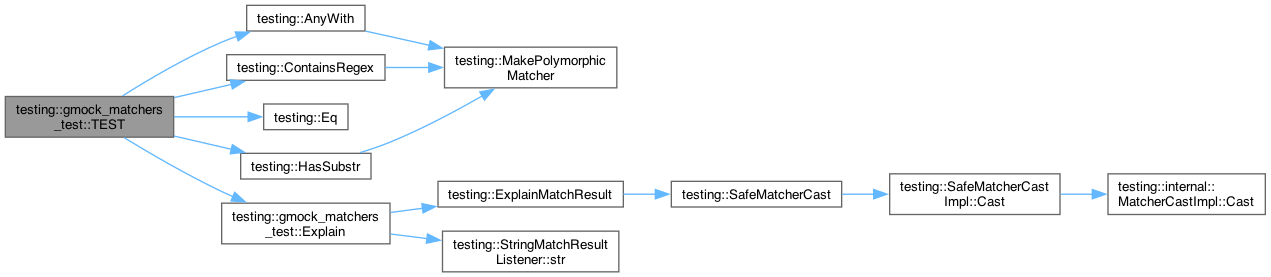 testing::gmock_matchers
_test::TEST
testing::AnyWith
testing::ContainsRegex
testing::Eq
testing::HasSubstr
testing::gmock_matchers
_test::Explain
testing::MakePolymorphic
Matcher
testing::ExplainMatchResult
testing::StringMatchResult
Listener::str
testing::SafeMatcherCast
testing::SafeMatcherCast
Impl::Cast
testing::internal::
MatcherCastImpl::Cast